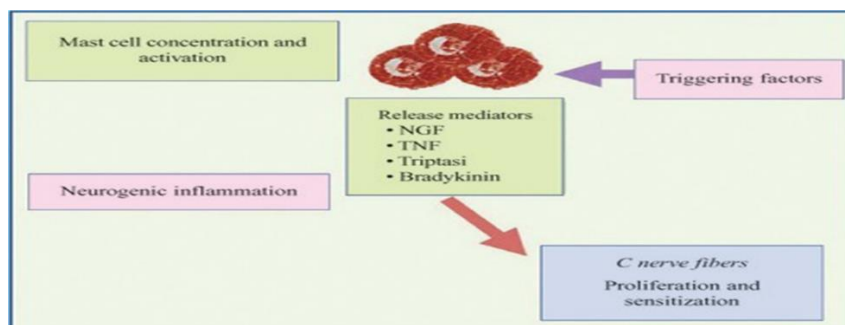 Mast cell concentration and
activation
Triggering factors
Release mediators
• NGF
• TNF
• Triptasi
• Bradykinin
Neurogenic inflammation
C nerve fibers
Proliferation and
sensitization